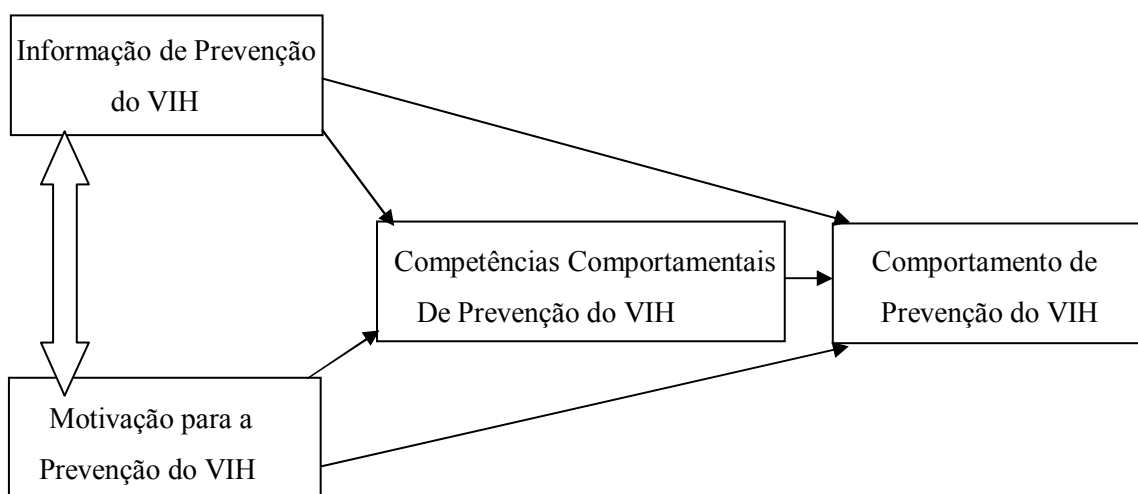 Informação de Prevenção
do VIH
Competências Comportamentais
De Prevenção do VIH
Comportamento de
Prevenção do VIH
Motivação para a
Prevenção do VIH